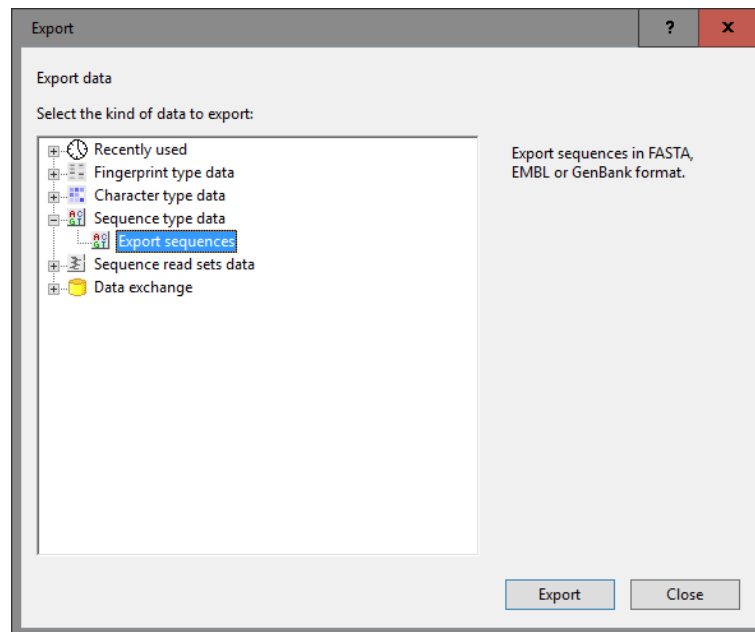 Export
?
x
Export data
Select the kind of data to export:
Recently used
Fingerprint type data
Character type data
Sequence type data
Export sequences
Sequence read sets data
Data exchange
Export sequences in FASTA,
EMBL or GenBank format.
Export
Close